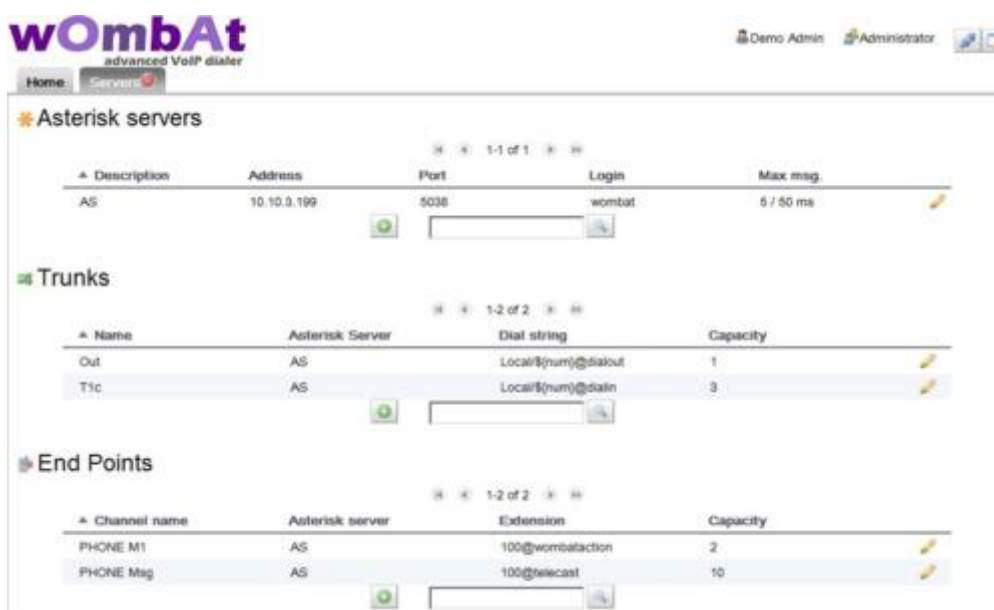 wOmbAt
advanced VoIP dialer
Demo Admin Administrator
Home Servers
Asterisk servers
1-1 of 1
Description Address Port Login Max msg.
AS 10.10.3.199 5038 wombat 5 / 50 ms
Trunks
1-2 of 2
Name Asterisk Server Dial string Capacity
Out AS Local/${num}@dialout 1
T1c AS Local/${num}@dialin 3
End Points
1-2 of 2
Channel name Asterisk server Extension Capacity
PHONE M1 AS 100@wombataction 2
PHONE Msg AS 100@telecast 10